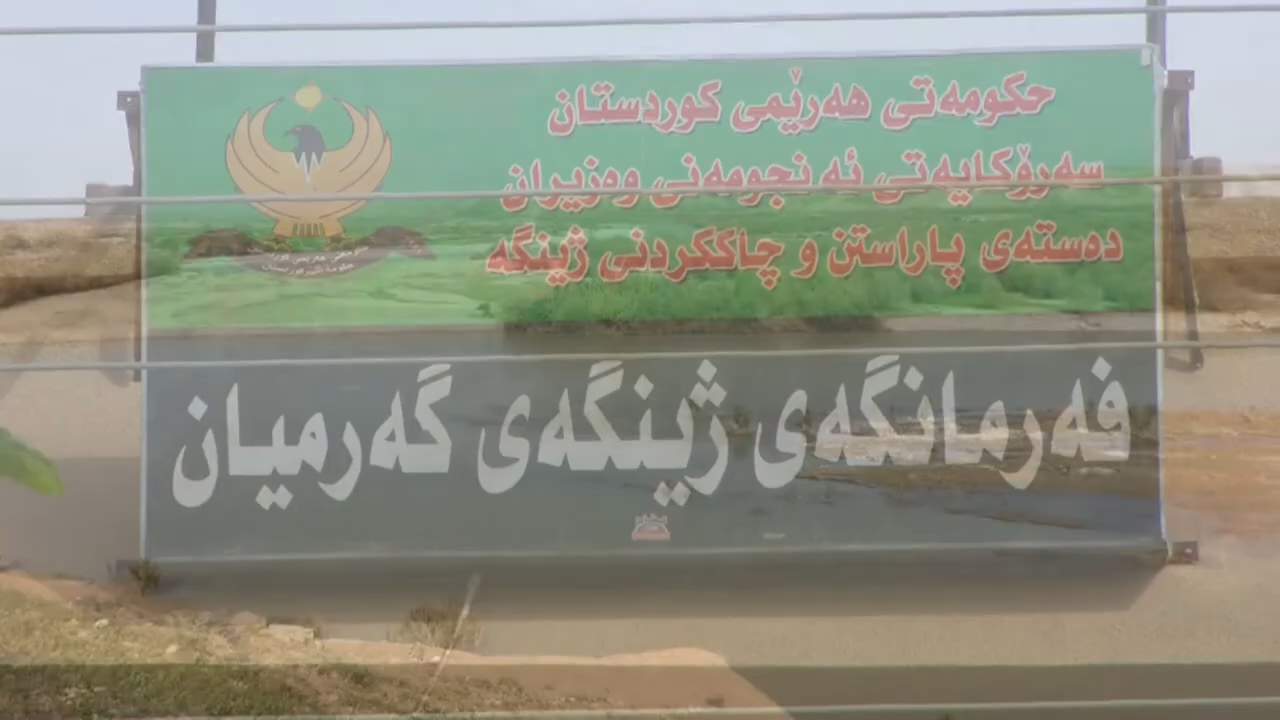 حکومەتی هەرێمی کوردستان
سەرۆکایەتی ئەنجومەنی وەزیران
دەستەی پاراستن و چاککردنی ژینگە
فەرمانگەی ژینگەی گەرمیان